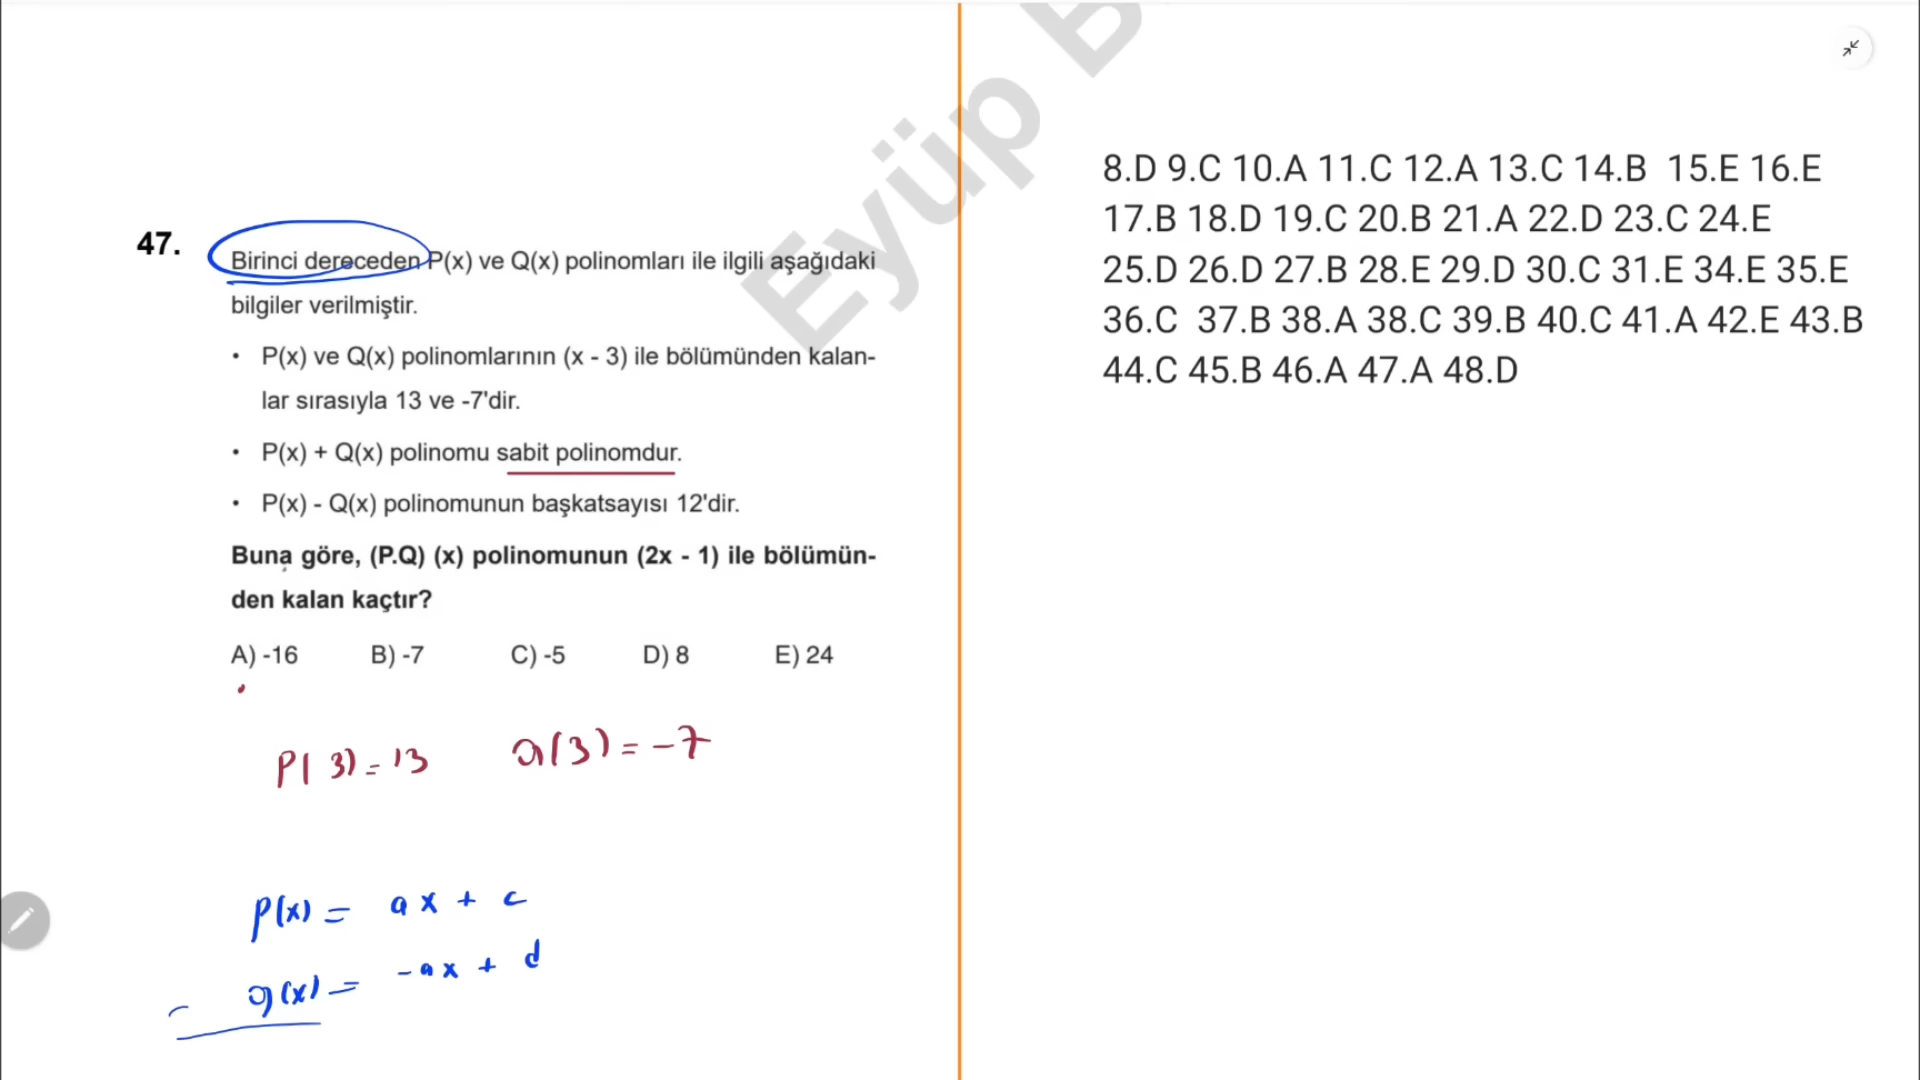 Eyüp B
47.
Birinci dereceden P(x) ve Q(x) polinomları ile ilgili aşağıdaki
bilgiler verilmiştir.
• P(x) ve Q(x) polinomlarının (x - 3) ile bölümünden kalan-
lar sırasıyla 13 ve -7'dir.
• P(x) + Q(x) polinomu sabit polinomdur.
• P(x) - Q(x) polinomunun başkatsayısı 12'dir.
Buna göre, (P.Q) (x) polinomunun (2x - 1) ile bölümün-
den kalan kaçtır?
A) -16 B) -7 C) -5 D) 8 E) 24
P(3) = 13 Q(3) = -7
P(x) = ax + c
Q(x) = -ax + d
-
8.D 9.C 10.A 11.C 12.A 13.C 14.B 15.E 16.E
17.B 18.D 19.C 20.B 21.A 22.D 23.C 24.E
25.D 26.D 27.B 28.E 29.D 30.C 31.E 34.E 35.E
36.C 37.B 38.A 38.C 39.B 40.C 41.A 42.E 43.B
44.C 45.B 46.A 47.A 48.D